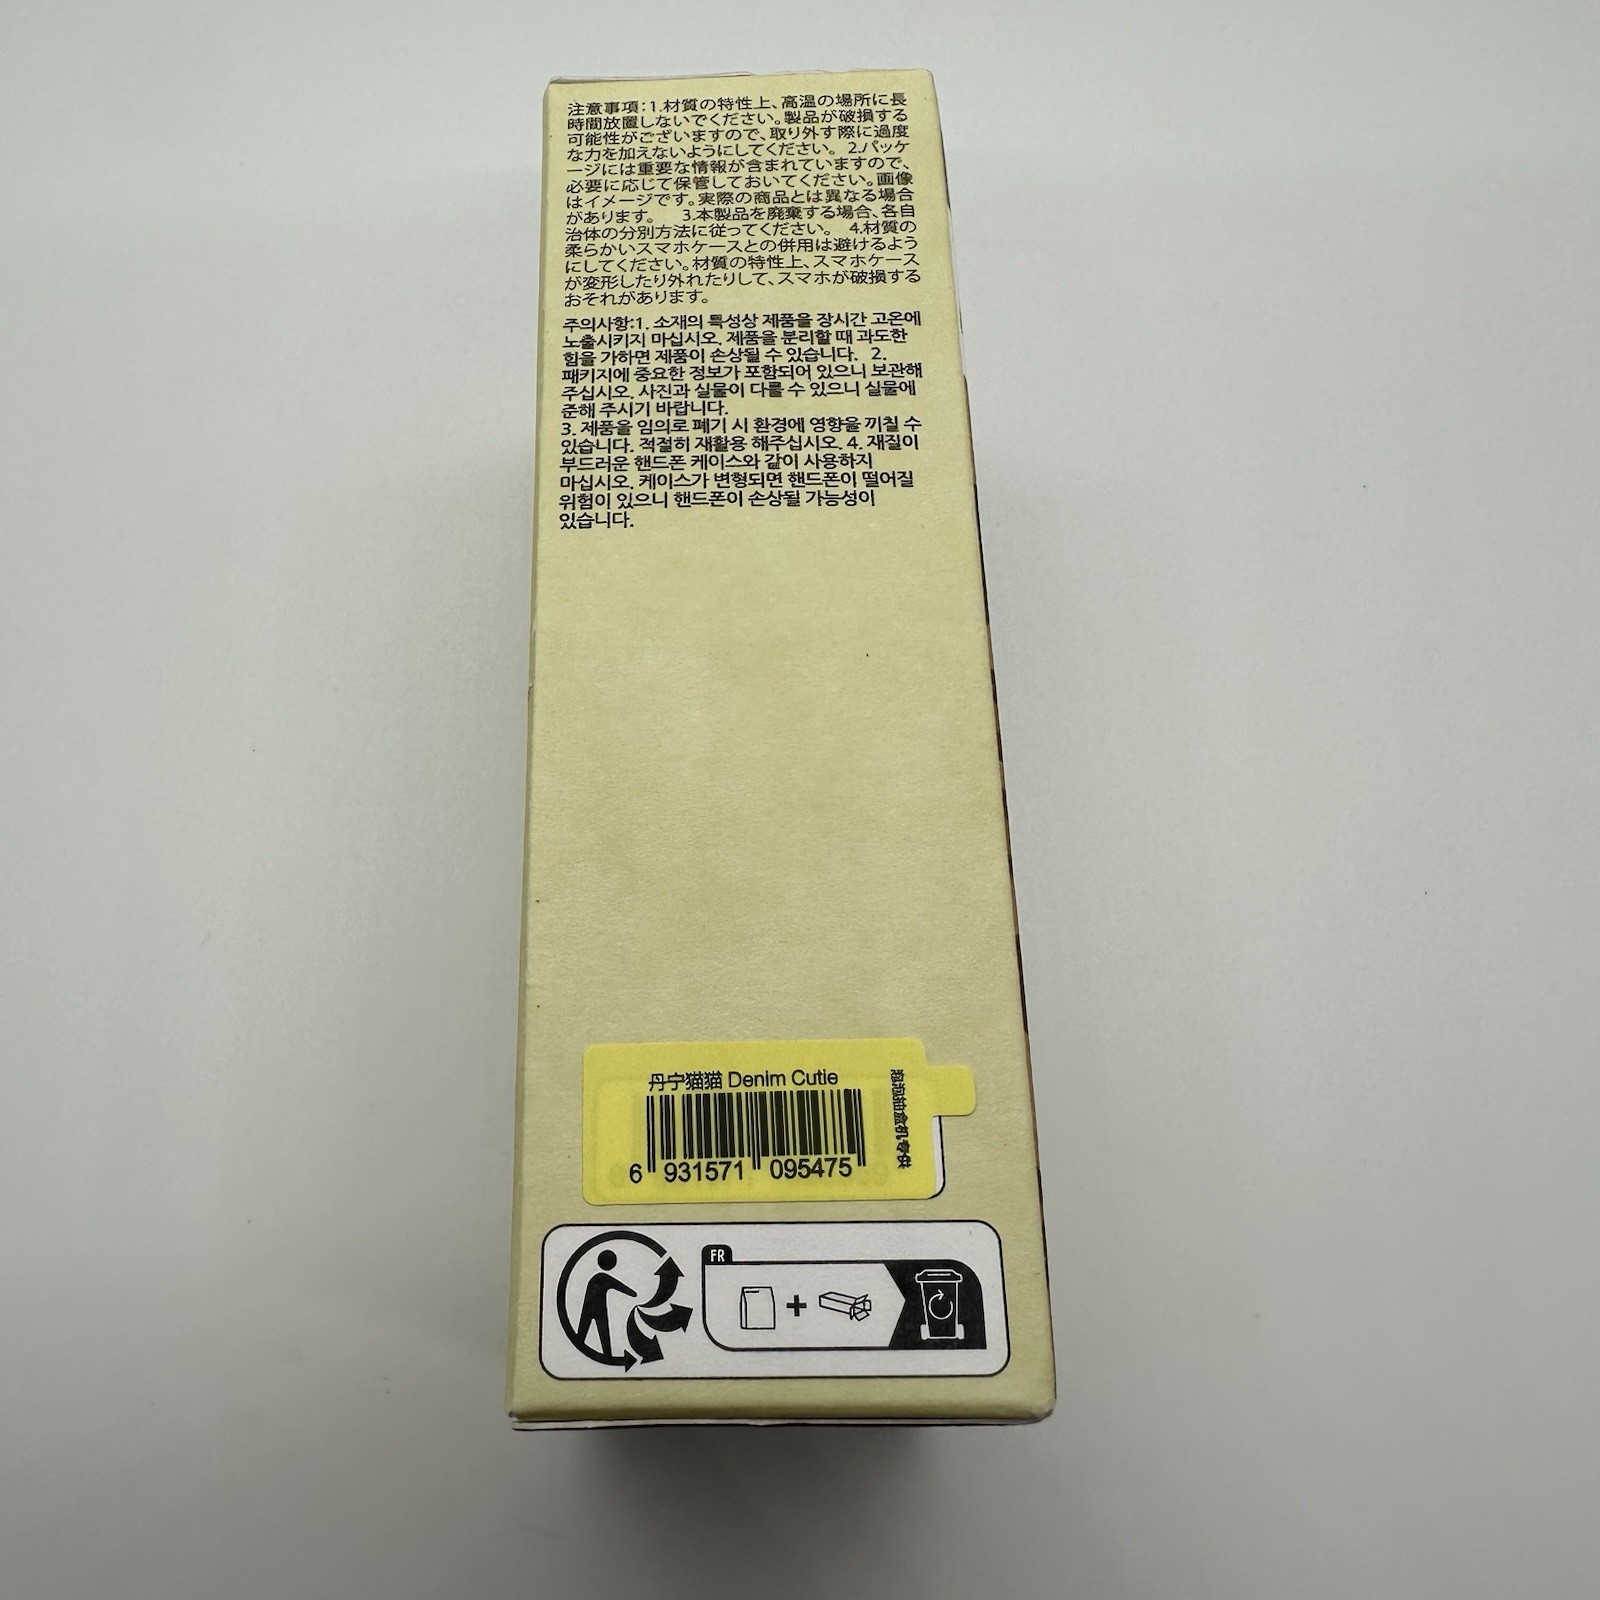 注意事項:1.材質の特性上、高温の場所に長
時間放置しないでください。製品が破損する
可能性がございますので、取り外す際に過度
な力を加えないようにしてください。 2.パッケ
ージには重要な情報が含まれていますので、
必要に応じて保管しておいてください。画像
はイメージです。実際の商品とは異なる場合
があります。 3.本製品を廃棄する場合、各自
治体の分別方法に従ってください。 4.材質の
柔らかいスマホケースとの併用は避けるよう
にしてください。材質の特性上、スマホケース
が変形したり外れたりして、スマホが破損する
おそれがあります。
주의사항:1. 소재의 특성상 제품을 장시간 고온에
노출시키지 마십시오. 제품을 분리할 때 과도한
힘을 가하면 제품이 손상될 수 있습니다. 2.
패키지에 중요한 정보가 포함되어 있으니 보관해
주십시오. 사진과 실물이 다를 수 있으니 실물에
준해 주시기 바랍니다.
3. 제품을 임의로 폐기 시 환경에 영향을 끼칠 수
있습니다. 적절히 재활용 해주십시오. 4. 재질이
부드러운 핸드폰 케이스와 같이 사용하지
마십시오. 케이스가 변형되면 핸드폰이 떨어질
위험이 있으니 핸드폰이 손상될 가능성이
있습니다.
丹宁猫猫 Denim Cutie
泡泡抽盒机专供
6 931571 095475
FR